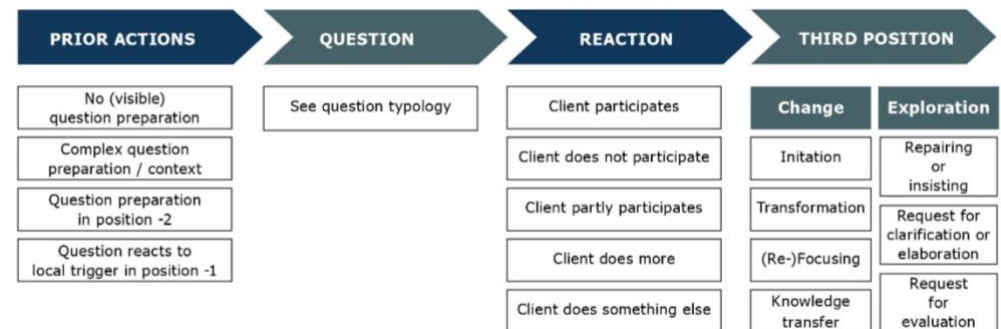 PRIOR ACTIONS
No (visible)
question preparation
Complex question
preparation / context
Question preparation
in position -2
Question reacts to
local trigger in position -1
QUESTION
See question typology
REACTION
Client participates
Client does not participate
Client partly participates
Client does more
Client does something else
THIRD POSITION
Change
Initation
Transformation
(Re-)Focusing
Knowledge
transfer
Exploration
Repairing
or
insisting
Request for
clarification or
elaboration
Request
for
evaluation